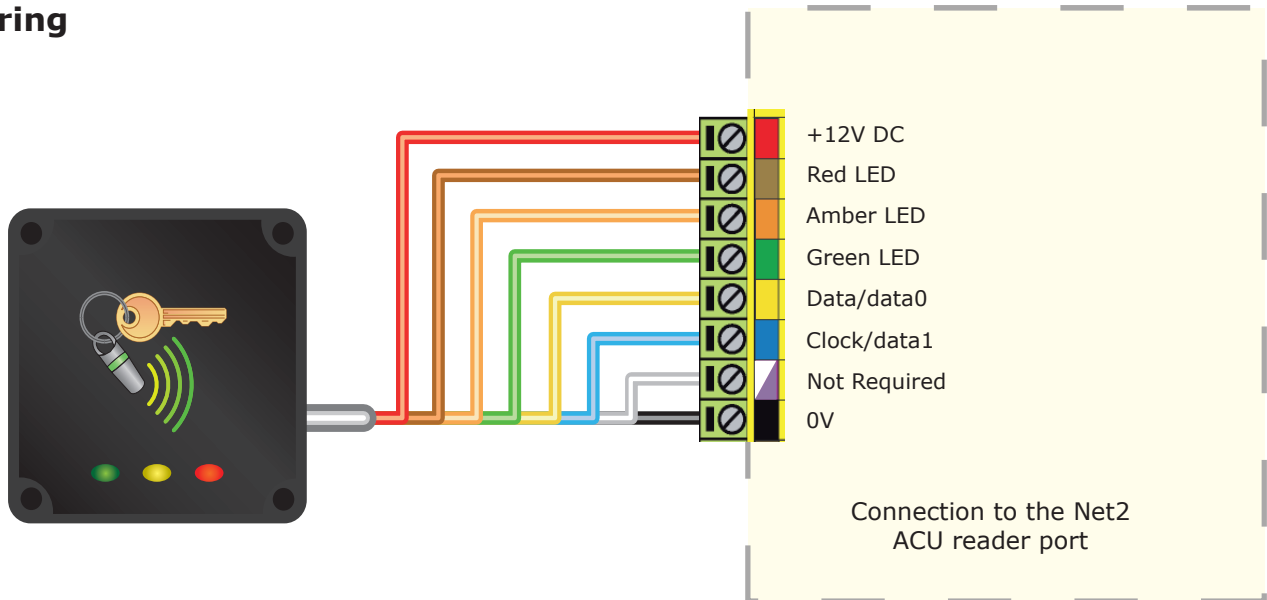 ring
+12V DC
Red LED
Amber LED
Green LED
Data/data0
Clock/data1
Not Required
0V
Connection to the Net2
ACU reader port